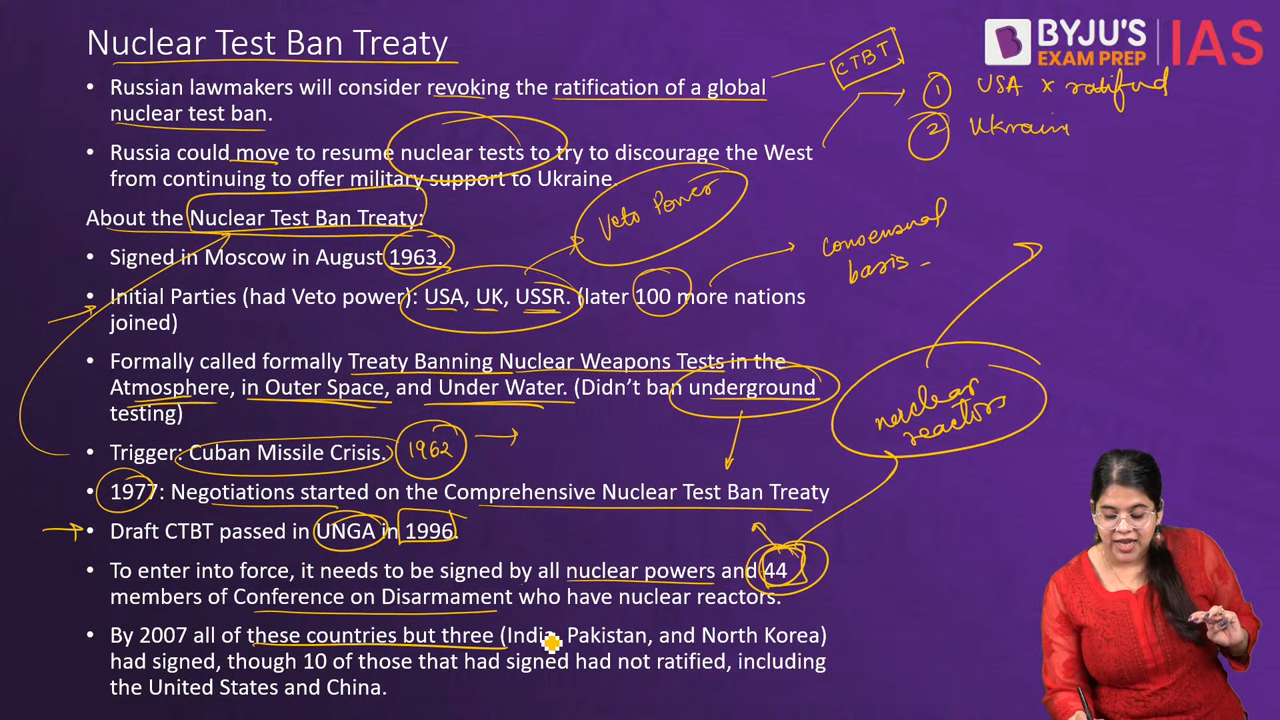 Nuclear Test Ban Treaty
BYJU'S
EXAM PREP
IAS
• Russian lawmakers will consider revoking the ratification of a global
nuclear test ban.
CTBT
1 USA x ratified
2 Ukraine
• Russia could move to resume nuclear tests to try to discourage the West
from continuing to offer military support to Ukraine.
Veto Power
About the Nuclear Test Ban Treaty:
• Signed in Moscow in August 1963.
consensual
basis -
• Initial Parties (had Veto power): USA, UK, USSR. (later 100 more nations
joined)
• Formally called formally Treaty Banning Nuclear Weapons Tests in the
Atmosphere, in Outer Space, and Under Water. (Didn't ban underground
testing)
nuclear
reactors
• Trigger: Cuban Missile Crisis. 1962
• 1977: Negotiations started on the Comprehensive Nuclear Test Ban Treaty
• Draft CTBT passed in UNGA in 1996.
• To enter into force, it needs to be signed by all nuclear powers and 44
members of Conference on Disarmament who have nuclear reactors.
• By 2007 all of these countries but three (India, Pakistan, and North Korea)
had signed, though 10 of those that had signed had not ratified, including
the United States and China.